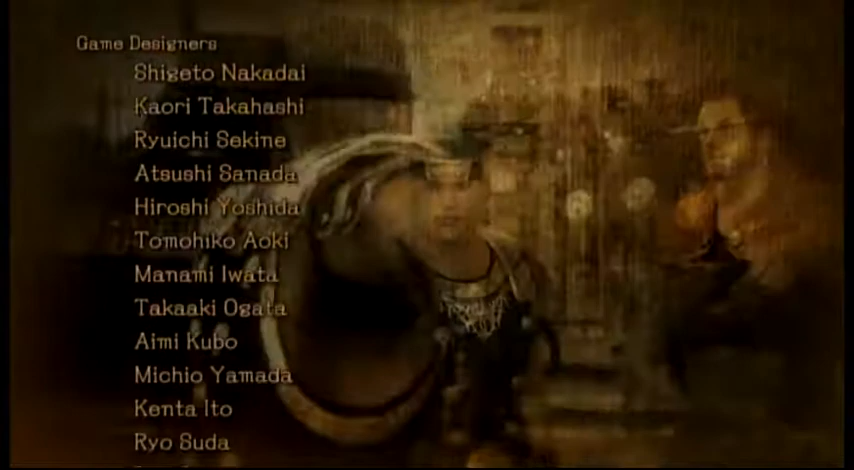 Game Designers
Shigeto Nakadai
Kaori Takahashi
Ryuichi Sekine
Atsushi Sanada
Hiroshi Yoshida
Tomohiko Aoki
Manami Iwata
Takaaki Ogata
Aimi Kubo
Michio Yamada
Kenta Ito
Ryo Suda